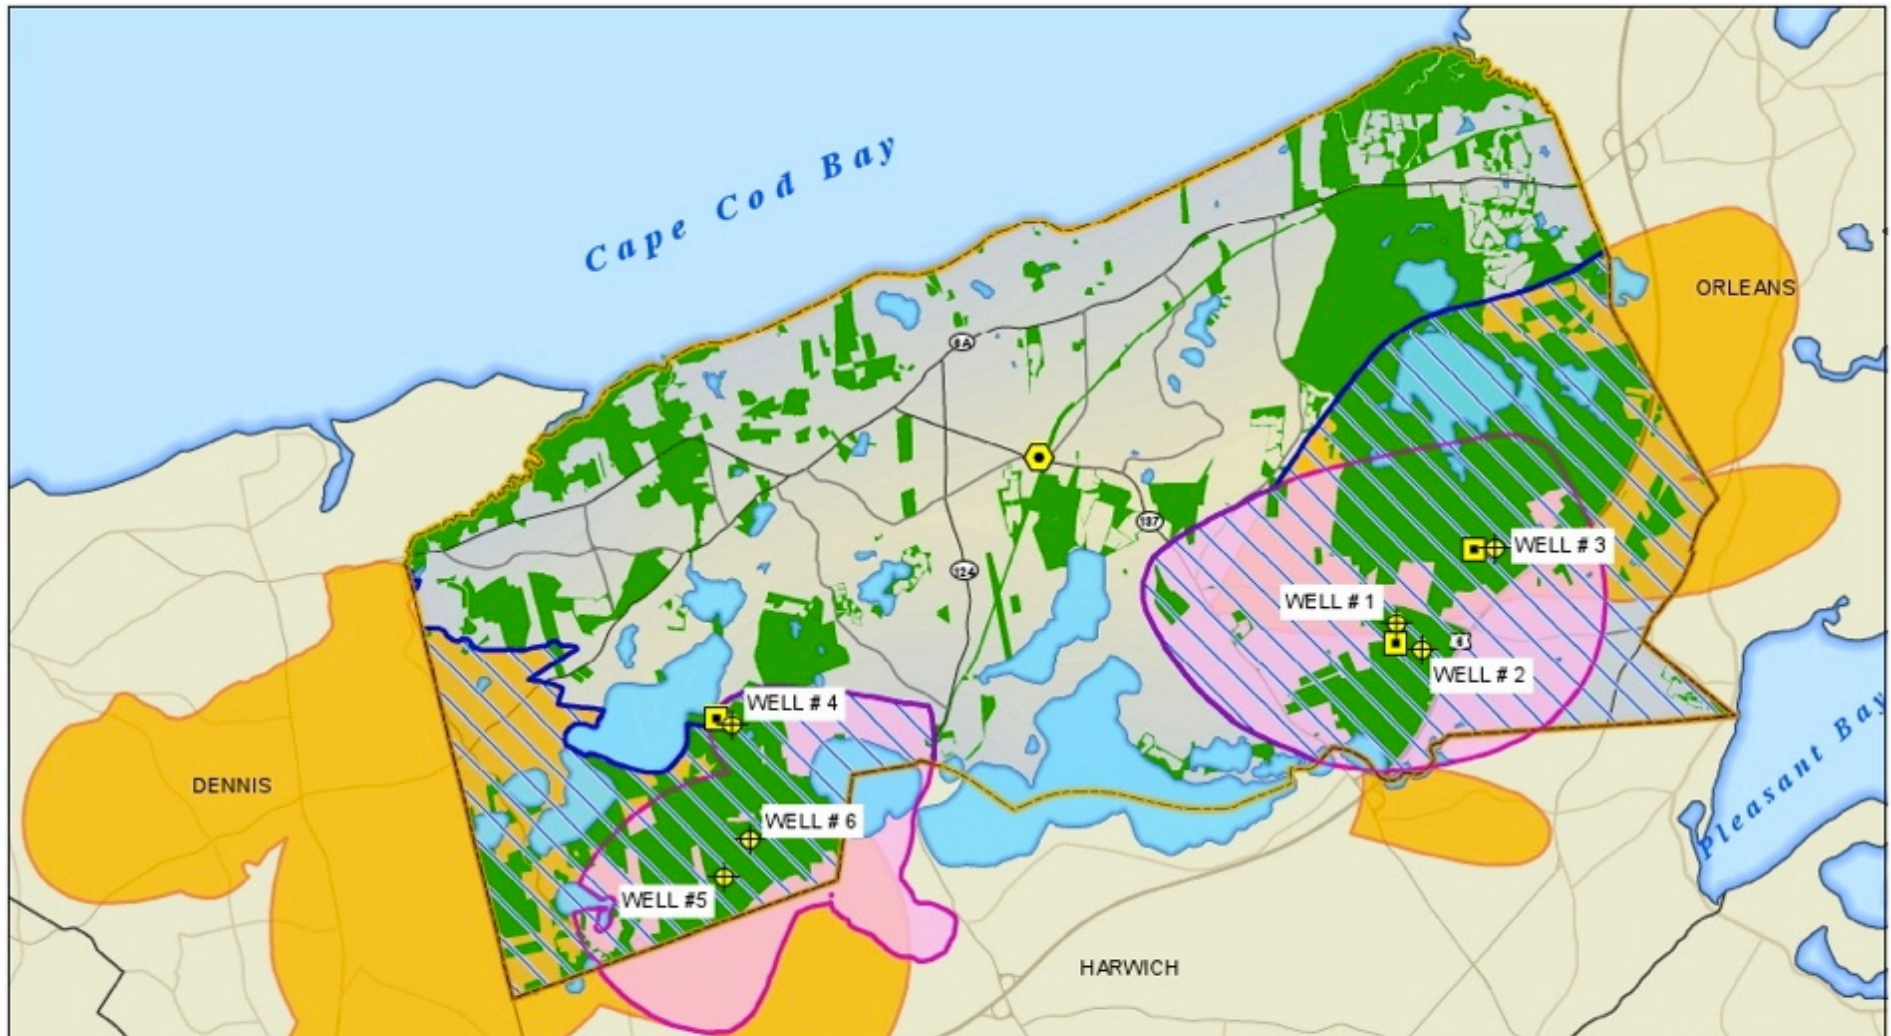 Cape Cod Bay
ORLEANS
6A
137
WELL # 3
124
WELL # 1
6
WELL # 2
WELL # 4
DENNIS
Pleasant Bay
WELL # 6
WELL #5
HARWICH